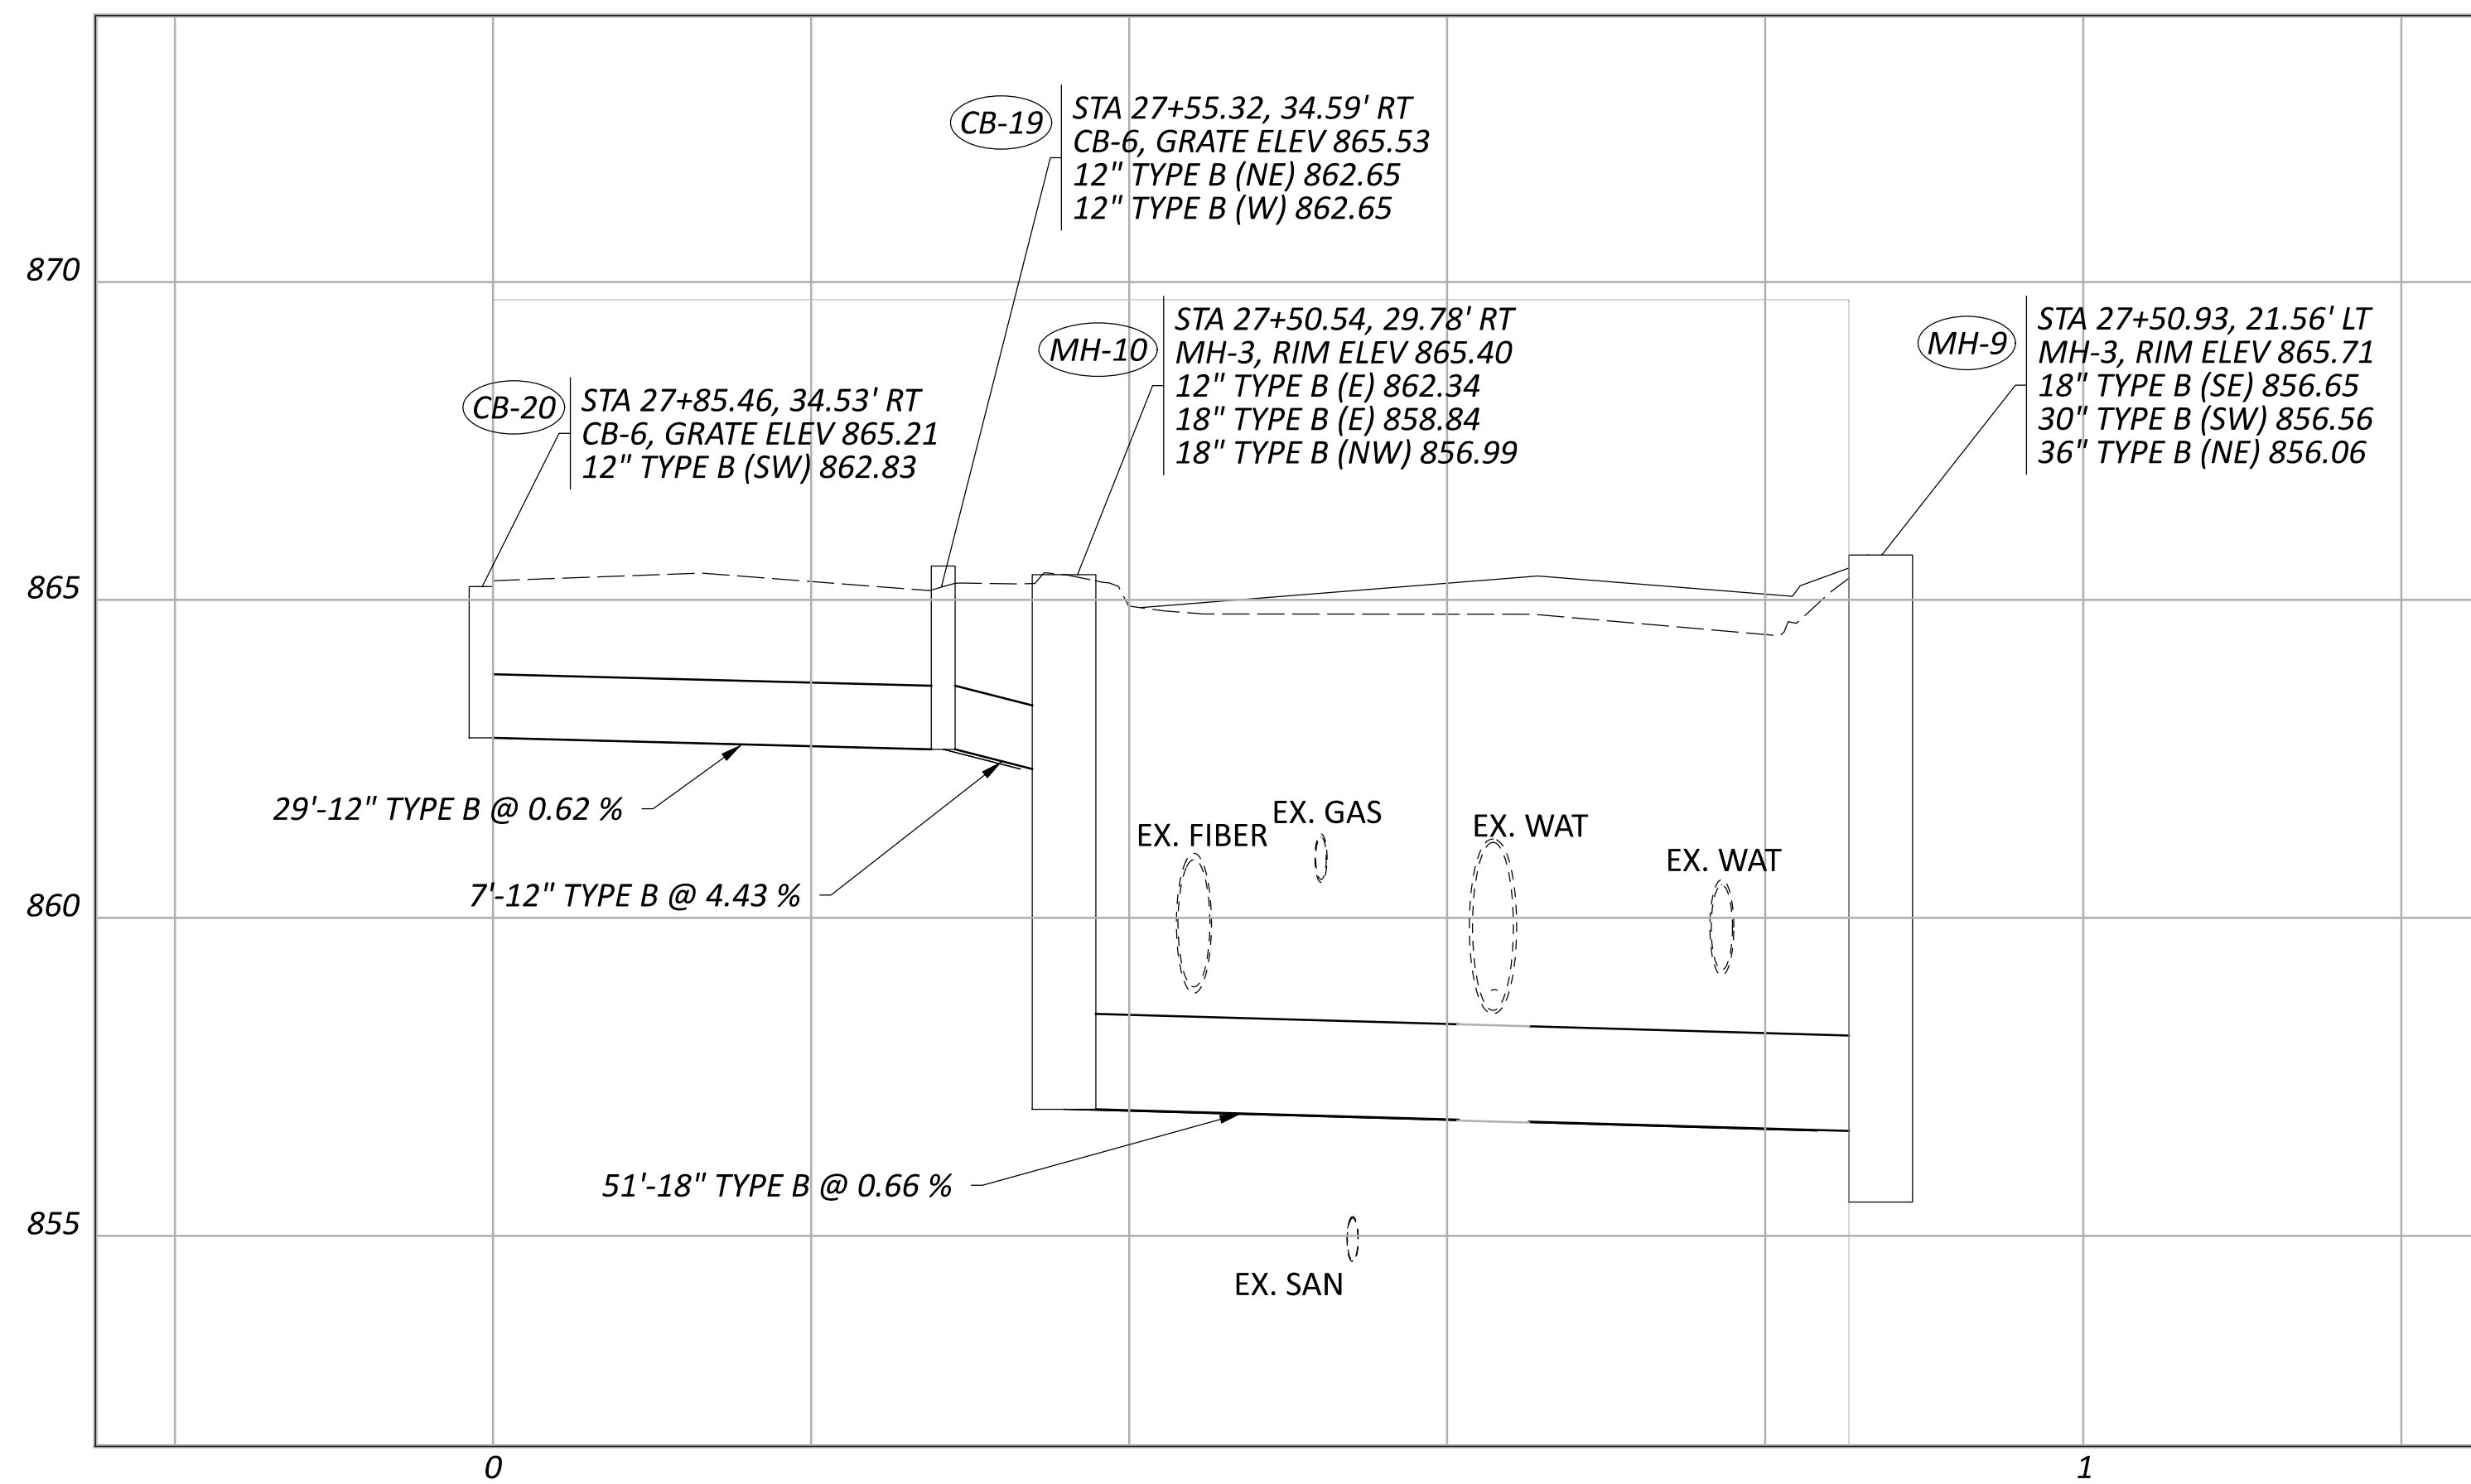 CB-19
STA 27+55.32, 34.59' RT
CB-6, GRATE ELEV 865.53
12" TYPE B (NE) 862.65
12" TYPE B (W) 862.65
870
MH-10
STA 27+50.54, 29.78' RT
MH-3, RIM ELEV 865.40
12" TYPE B (E) 862.34
18" TYPE B (E) 858.84
18" TYPE B (NW) 856.99
MH-9
STA 27+50.93, 21.56' LT
MH-3, RIM ELEV 865.71
18" TYPE B (SE) 856.65
30" TYPE B (SW) 856.56
36" TYPE B (NE) 856.06
CB-20
STA 27+85.46, 34.53' RT
CB-6, GRATE ELEV 865.21
12" TYPE B (SW) 862.83
865
29'-12" TYPE B @ 0.62 %
EX. FIBER
EX. GAS
EX. WAT
EX. WAT
7'-12" TYPE B @ 4.43 %
860
51'-18" TYPE B @ 0.66 %
855
EX. SAN
0
1